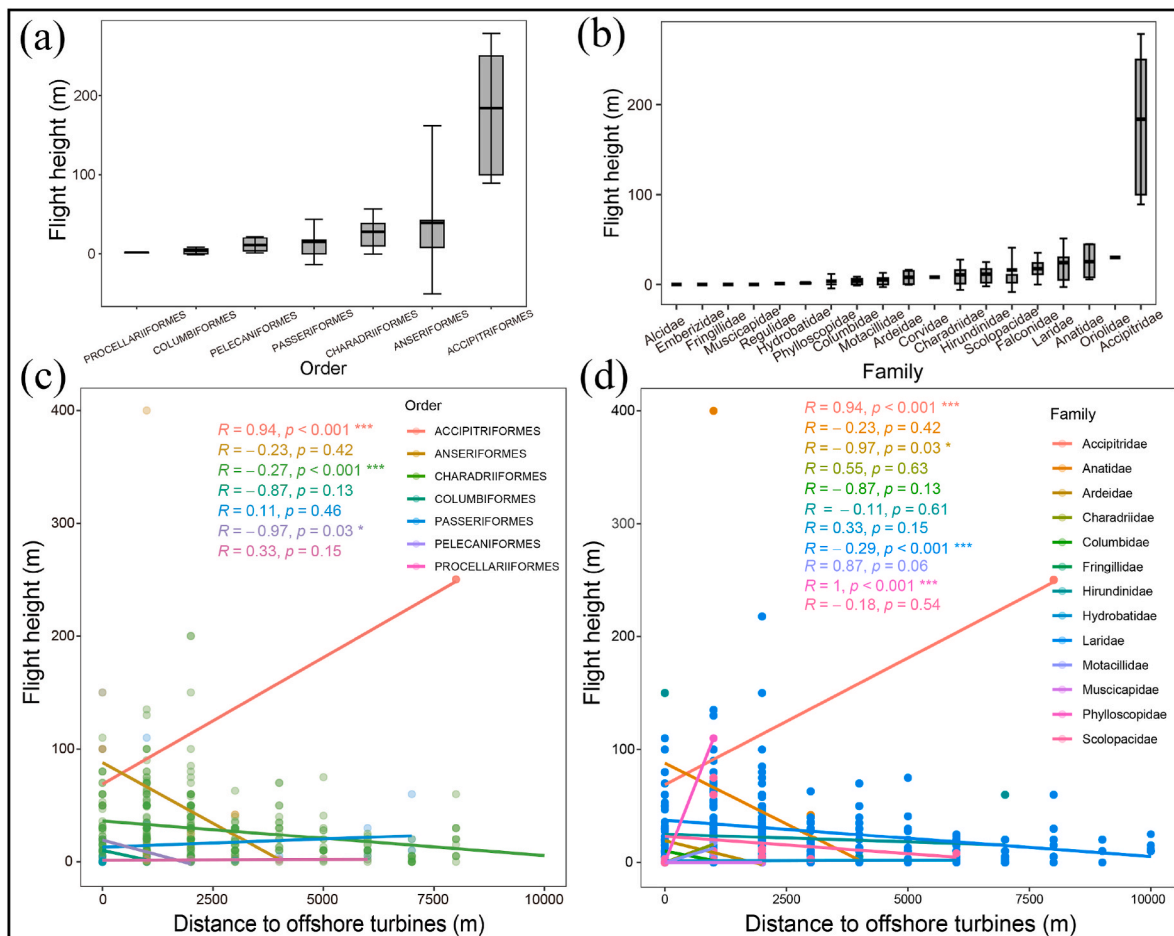 (a)
Flight height (m)
200
100
0
PROCELLARIIFORMES
COLUMBIFORMES
PELECANIFORMES
PASSERIFORMES
CHARADRIIFORMES
ANSERIFORMES
ACCIPITRIFORMES
Order
(b)
Flight height (m)
200
100
0
Alcidae
Emberizidae
Fringillidae
Muscicapidae
Regulidae
Hydrobatidae
Phylloscopidae
Columbidae
Motacillidae
Ardeidae
Corvidae
Charadriidae
Hirundinidae
Scolopacidae
Falconidae
Laridae
Anatidae
Oriolidae
Accipitridae
Family
(c)
Flight height (m)
400
300
200
100
0
R = 0.94, p < 0.001 ***
R = − 0.23, p = 0.42
R = − 0.27, p < 0.001 ***
R = − 0.87, p = 0.13
R = 0.11, p = 0.46
R = − 0.97, p = 0.03 *
R = 0.33, p = 0.15
Order
ACCIPITRIFORMES
ANSERIFORMES
CHARADRIIFORMES
COLUMBIFORMES
PASSERIFORMES
PELECANIFORMES
PROCELLARIIFORMES
0
2500
5000
7500
10000
Distance to offshore turbines (m)
(d)
Flight height (m)
400
300
200
100
0
R = 0.94, p < 0.001 ***
R = − 0.23, p = 0.42
R = − 0.97, p = 0.03 *
R = 0.55, p = 0.63
R = − 0.87, p = 0.13
R = − 0.11, p = 0.61
R = 0.33, p = 0.15
R = − 0.29, p < 0.001 ***
R = 0.87, p = 0.06
R = 1, p < 0.001 ***
R = − 0.18, p = 0.54
Family
Accipitridae
Anatidae
Ardeidae
Charadriidae
Columbidae
Fringillidae
Hirundinidae
Hydrobatidae
Laridae
Motacillidae
Muscicapidae
Phylloscopidae
Scolopacidae
0
2500
5000
7500
10000
Distance to offshore turbines (m)